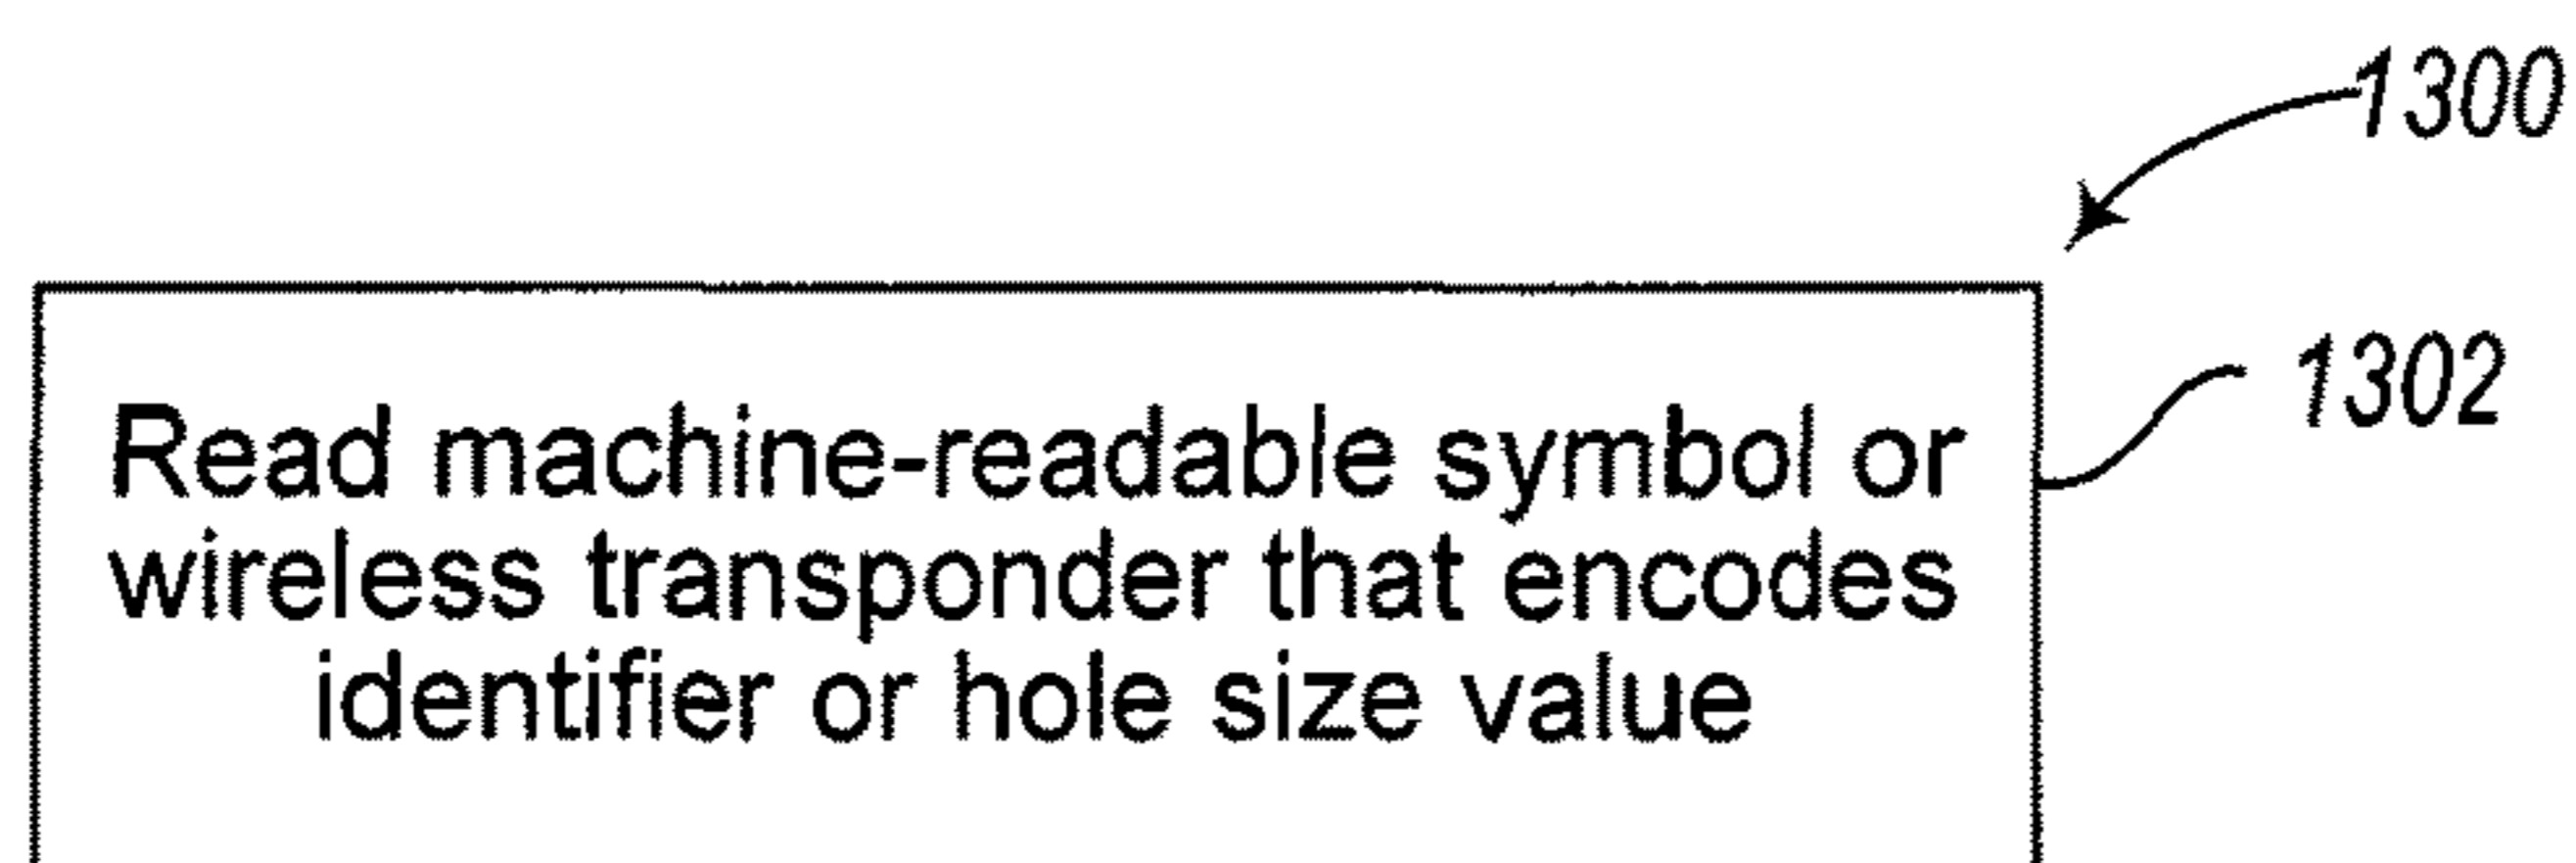 1300
1302
Read machine-readable symbol or
wireless transponder that encodes
identifier or hole size value